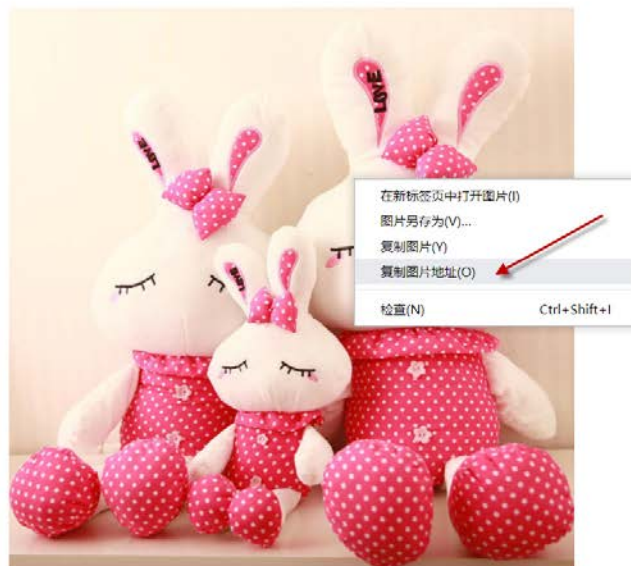 LOVE
LOVE
LOVE
在新标签页中打开图片(I)
图片另存为(V)...
复制图片(Y)
复制图片地址(O)
检查(N) Ctrl+Shift+I